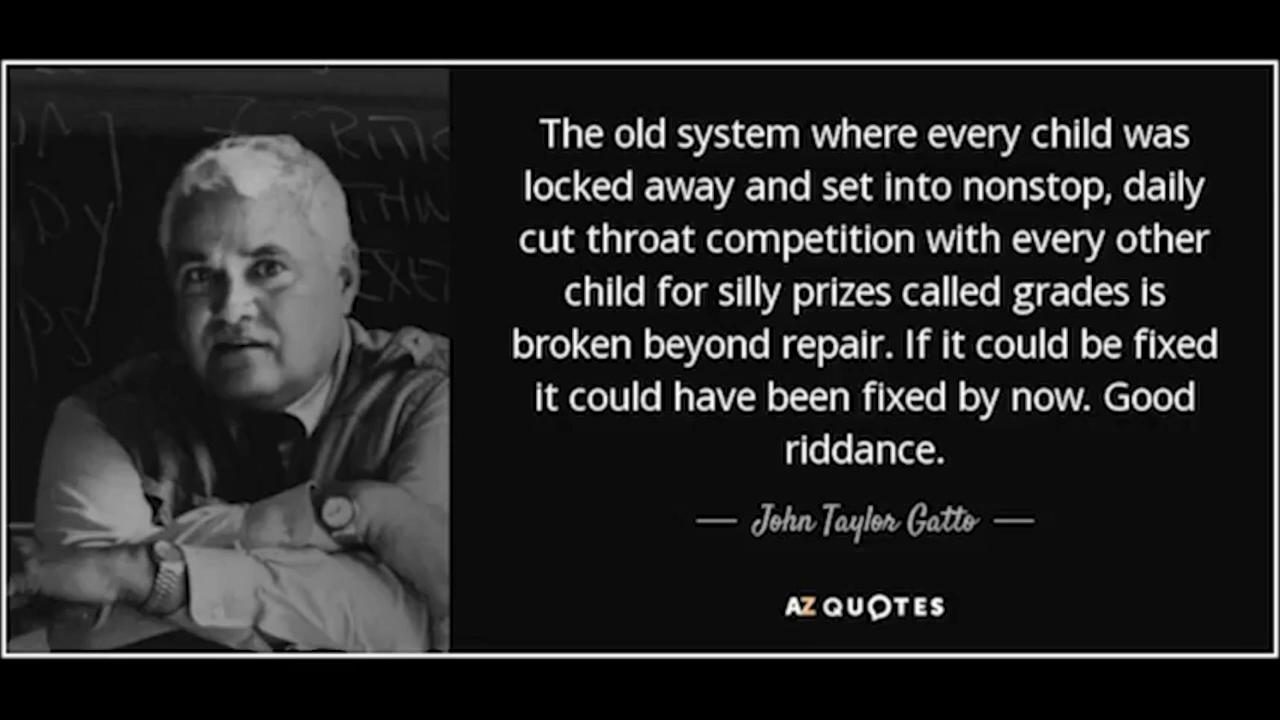 The old system where every child was
locked away and set into nonstop, daily
cut throat competition with every other
child for silly prizes called grades is
broken beyond repair. If it could be fixed
it could have been fixed by now. Good
riddance.
John Taylor Gatto
AZ QUOTES